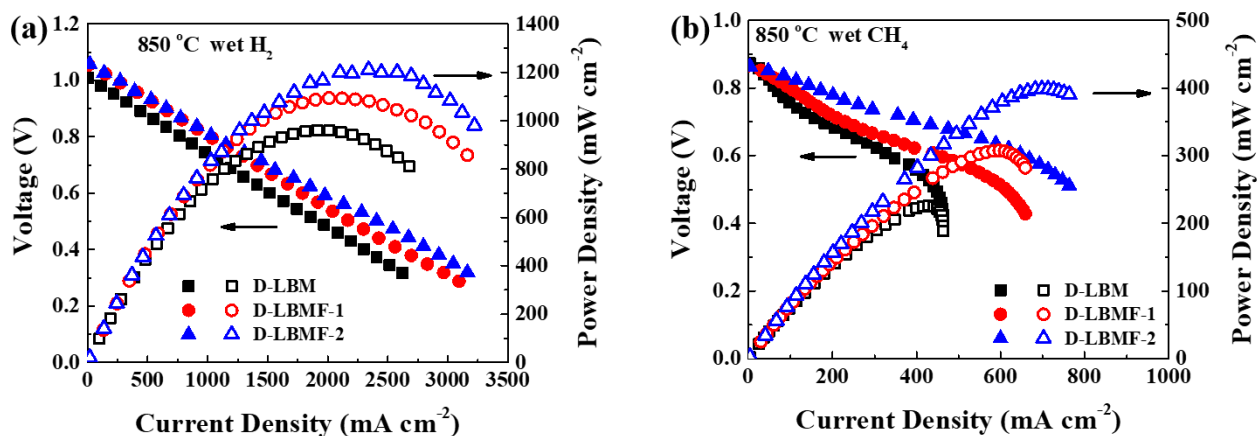 (a)
850 °C wet H₂
Voltage (V)
1.2
1.0
0.8
0.6
0.4
0.2
0.0
D-LBM
D-LBMF-1
D-LBMF-2
0 500 1000 1500 2000 2500 3000 3500
Current Density (mA cm⁻²)
1400
1200
1000
800
600
400
200
0
Power Density (mW cm⁻²)
(b)
850 °C wet CH₄
Voltage (V)
1.0
0.8
0.6
0.4
0.2
0.0
D-LBM
D-LBMF-1
D-LBMF-2
0 200 400 600 800 1000
Current Density (mA cm⁻²)
500
400
300
200
100
0
Power Density (mW cm⁻²)